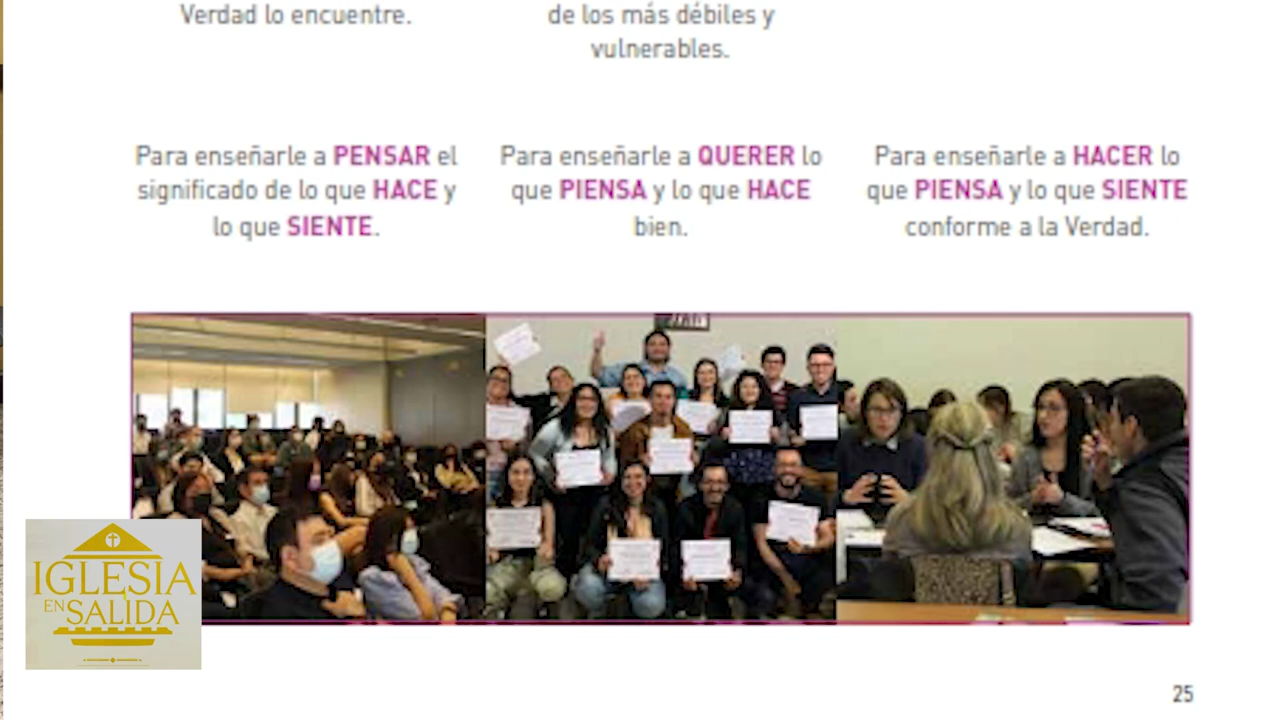 Verdad lo encuentre.
de los más débiles y
vulnerables.
Para enseñarle a PENSAR el
significado de lo que HACE y
lo que SIENTE.
Para enseñarle a QUERER lo
que PIENSA y lo que HACE
bien.
Para enseñarle a HACER lo
que PIENSA y lo que SIENTE
conforme a la Verdad.
IGLESIA
EN SALIDA
25